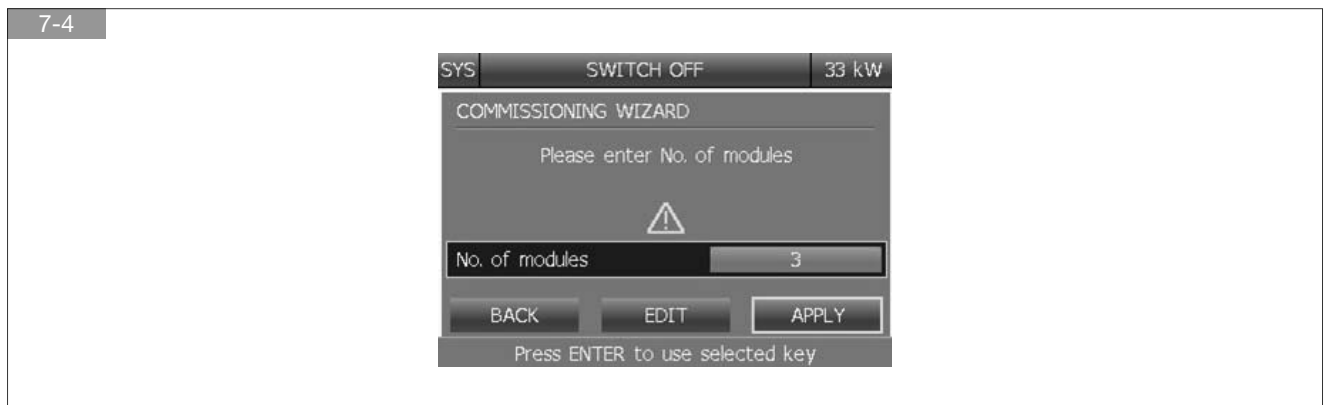 7-4
SYS SWITCH OFF 33 kW
COMMISSIONING WIZARD
Please enter No. of modules
No. of modules 3
BACK EDIT APPLY
Press ENTER to use selected key